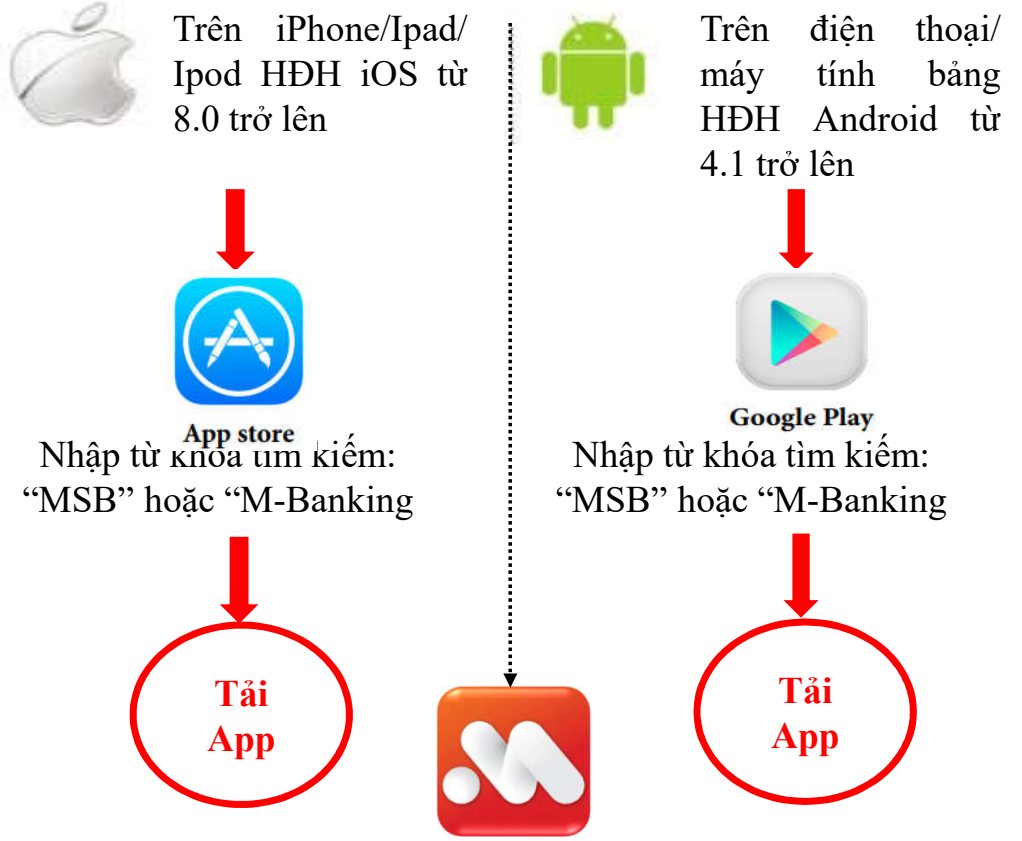 Trên iPhone/Ipad/
Ipod HĐH iOS từ
8.0 trở lên
App store
Nhập từ khóa tìm kiếm:
“MSB” hoặc “M-Banking
Tải
App
Trên điện thoại/
máy tính bảng
HĐH Android từ
4.1 trở lên
Google Play
Nhập từ khóa tìm kiếm:
“MSB” hoặc “M-Banking
Tải
App